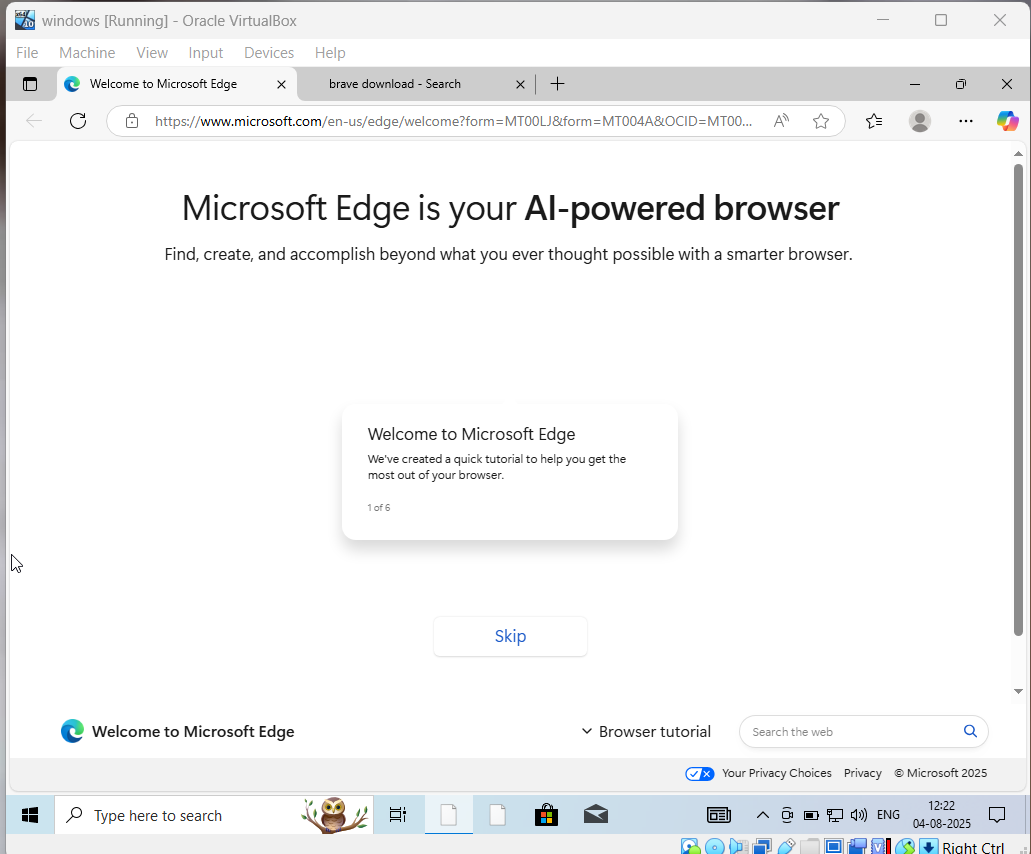 windows [Running] - Oracle VirtualBox
File Machine View Input Devices Help
Welcome to Microsoft Edge
brave download - Search
https://www.microsoft.com/en-us/edge/welcome?form=MT00LJ&form=MT004A&OCID=MT00...
Microsoft Edge is your AI-powered browser
Find, create, and accomplish beyond what you ever thought possible with a smarter browser.
Welcome to Microsoft Edge
We've created a quick tutorial to help you get the
most out of your browser.
1 of 6
Skip
Welcome to Microsoft Edge
Browser tutorial
Search the web
Your Privacy Choices Privacy © Microsoft 2025
Type here to search
ENG
12:22
04-08-2025
Right Ctrl